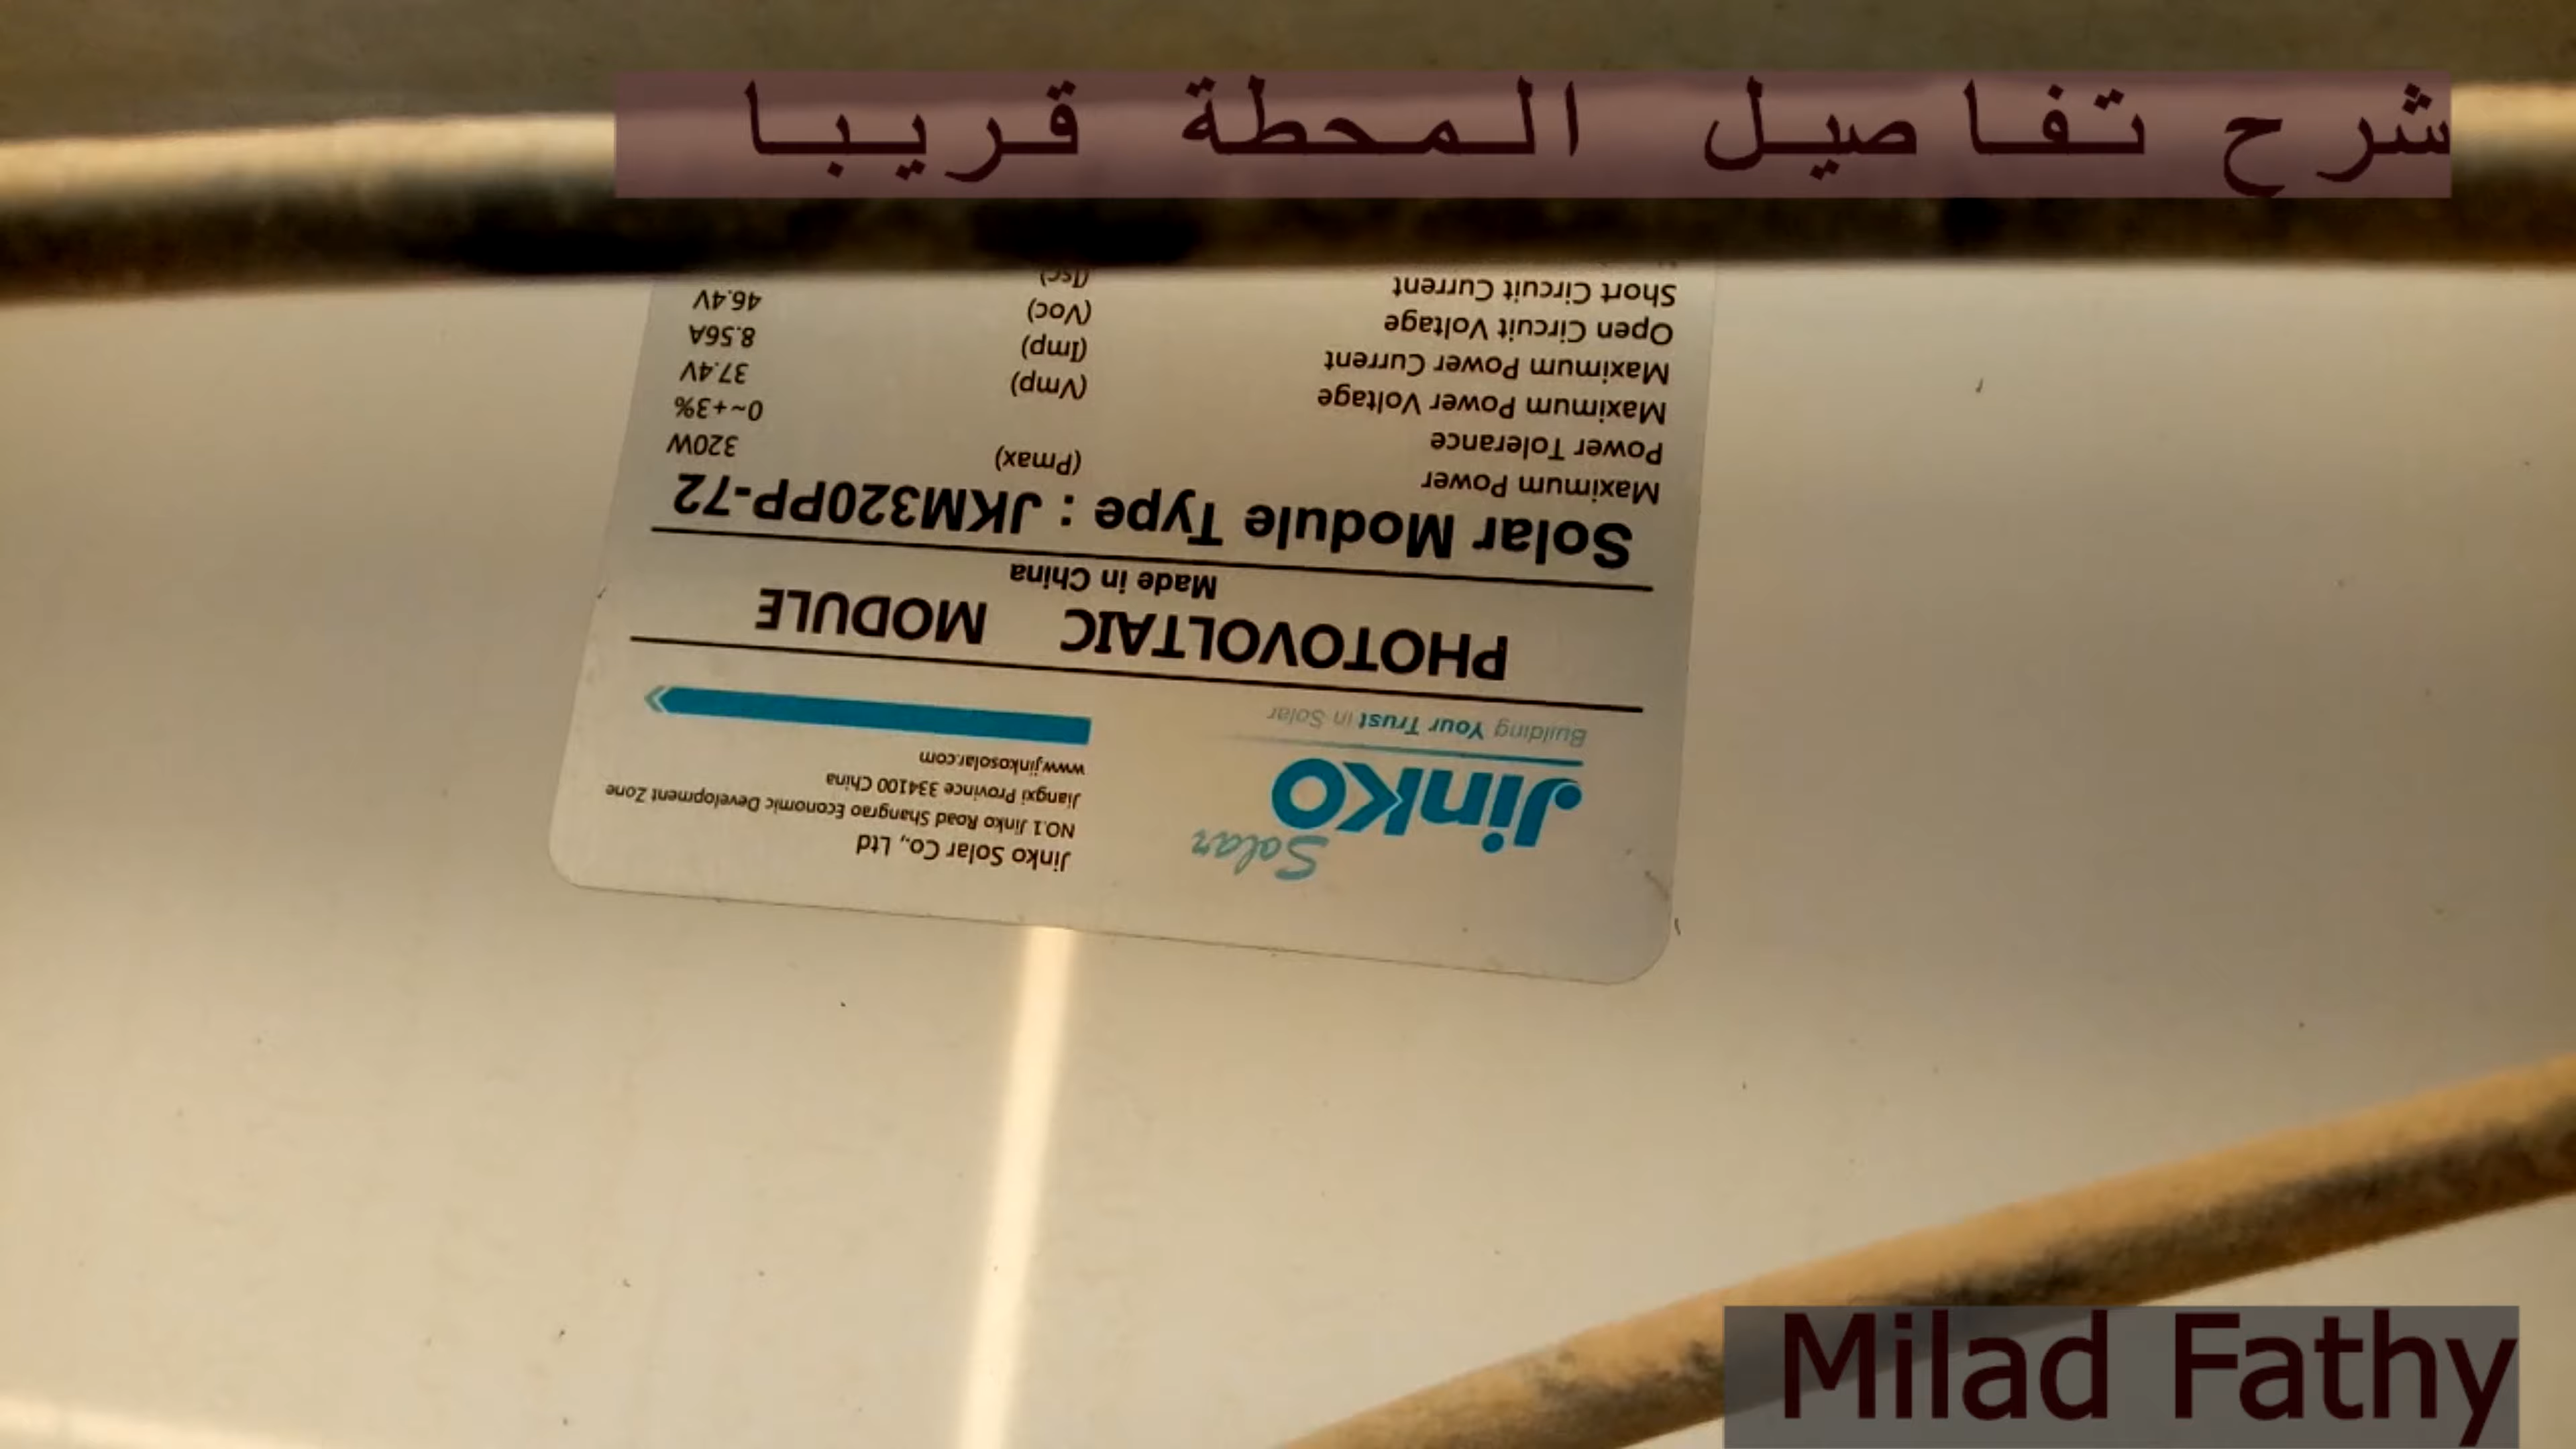 شرح تفاصيل المحطة قريبا
Jinko Solar
Building Your Trust in Solar
Jinko Solar Co., Ltd
NO.1 Jinko Road Shangrao Economic Development Zone
Jiangxi Province 334100 China
www.jinkosolar.com
PHOTOVOLTAIC MODULE
Made in China
Solar Module Type : JKM320PP-72
Maximum Power (Pmax) 320W
Power Tolerance 0~+3%
Maximum Power Voltage (Vmp) 37.4V
Maximum Power Current (Imp) 8.56A
Open Circuit Voltage (Voc) 46.4V
Short Circuit Current (Isc)
Milad Fathy